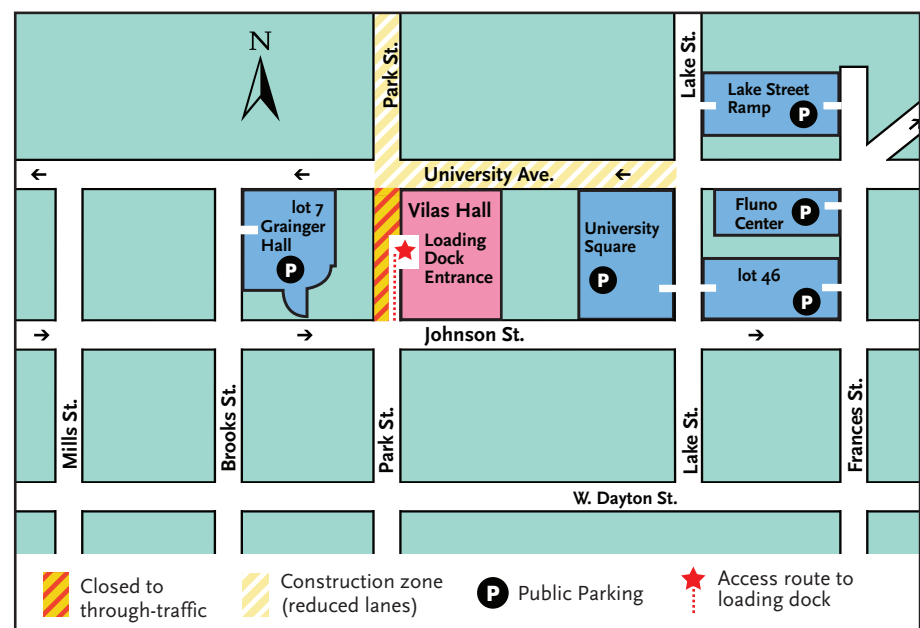 N
Park St.
Lake St.
Lake Street
Ramp
P
← ← University Ave. ←
lot 7
Grainger
Hall
P
Vilas Hall
Loading
Dock
Entrance
University
Square
P
Fluno
Center
P
lot 46
P
→ → Johnson St. →
Mills St.
Brooks St.
Park St.
Lake St.
Frances St.
W. Dayton St.
Closed to
through-traffic
Construction zone
(reduced lanes)
P Public Parking
Access route to
loading dock